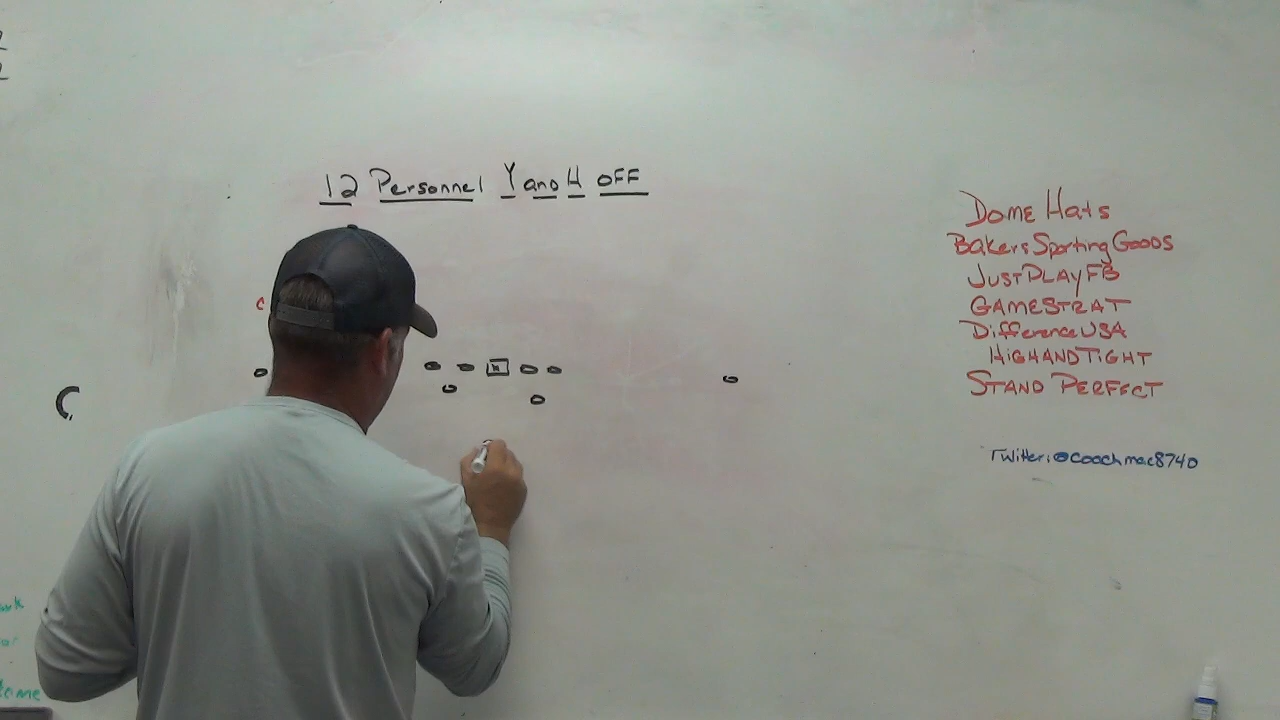 12 Personnel Y and H OFF
C
C
DOME Hats
Bakers Sporting Goods
JUST PLAY FB
GAMESTRAT
Difference USA
HIGH AND TIGHT
STAND PERFECT
Twitter: @coachmac8740